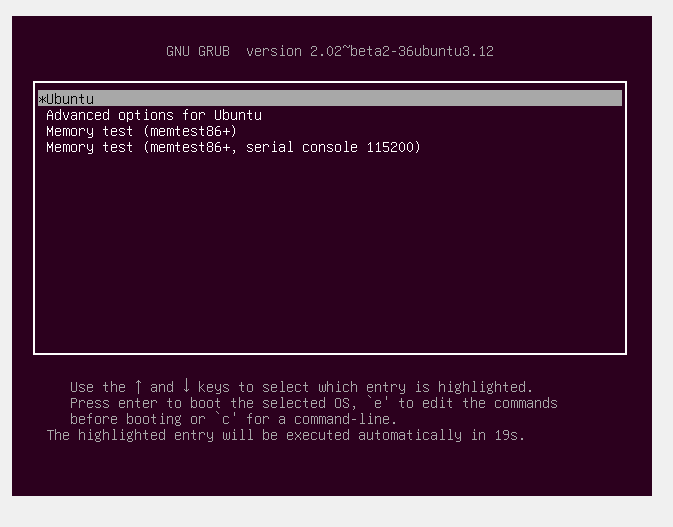 GNU GRUB  version 2.02~beta2-36ubuntu3.12
*Ubuntu
Advanced options for Ubuntu
Memory test (memtest86+)
Memory test (memtest86+, serial console 115200)
Use the ↑ and ↓ keys to select which entry is highlighted.
Press enter to boot the selected OS, `e' to edit the commands
before booting or `c' for a command-line.
The highlighted entry will be executed automatically in 19s.